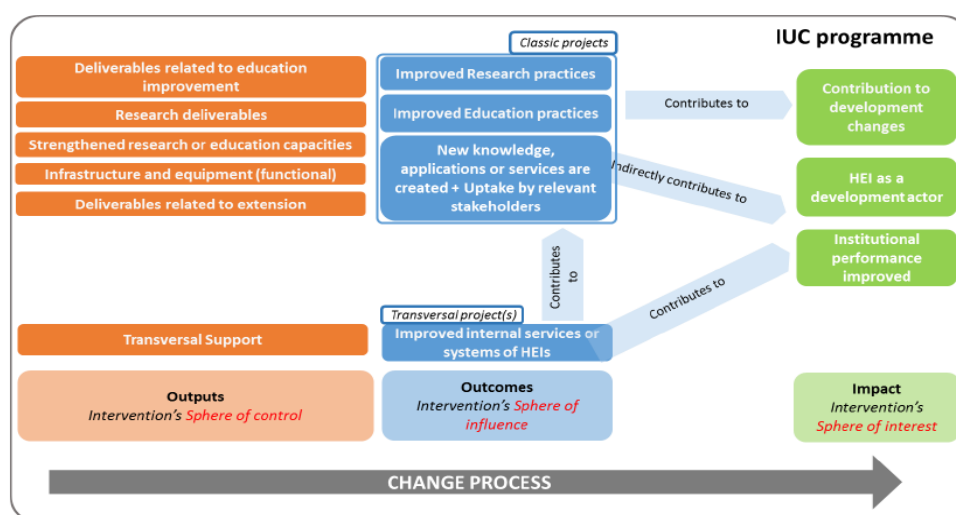 Classic projects
IUC programme
Deliverables related to education
improvement
Research deliverables
Strengthened research or education capacities
Infrastructure and equipment (functional)
Deliverables related to extension
Improved Research practices
Improved Education practices
New knowledge,
applications or services are
created + Uptake by relevant
stakeholders
Contributes to
Indirectly contributes to
Contributes
to
Contributes to
Contribution to
development
changes
HEI as a
development actor
Institutional
performance
improved
Transversal project(s)
Transversal Support
Improved internal services or
systems of HEIs
Outputs
Intervention's Sphere of control
Outcomes
Intervention's Sphere of
influence
Impact
Intervention's
Sphere of interest
CHANGE PROCESS